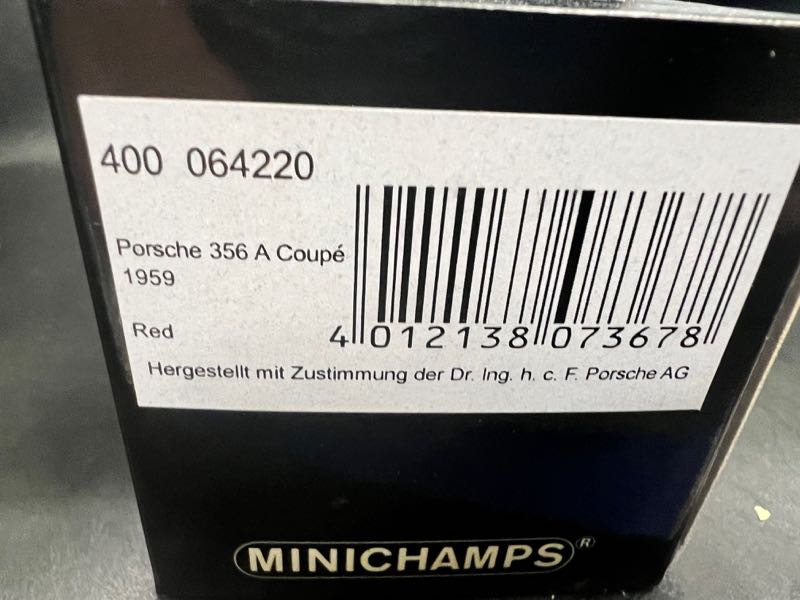 400 064220
Porsche 356 A Coupé
1959
Red
4 012138 073678
Hergestellt mit Zustimmung der Dr. Ing. h. c. F. Porsche AG
MINICHAMPS®